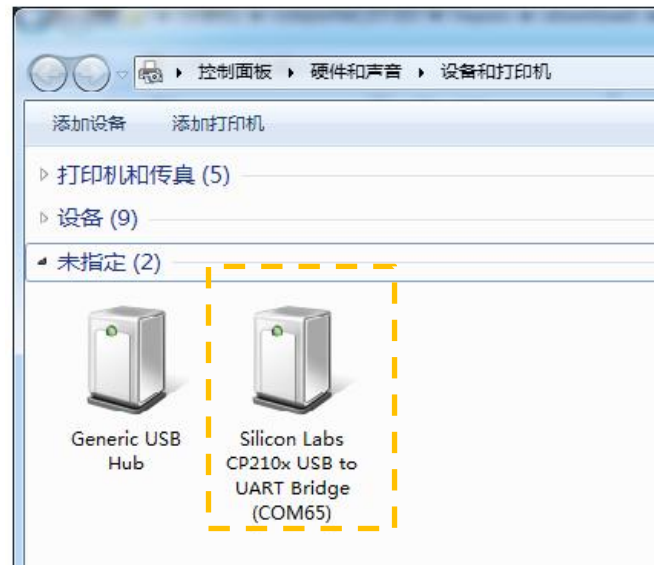 控制面板 硬件和声音 设备和打印机
添加设备 添加打印机
打印机和传真 (5)
设备 (9)
未指定 (2)
Generic USB
Hub
Silicon Labs
CP210x USB to
UART Bridge
(COM65)